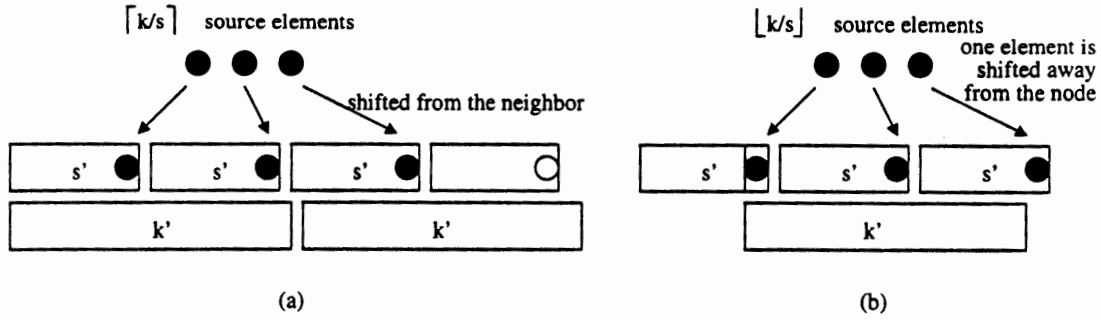 ⌈k/s⌉ source elements
shifted from the neighbor
s’ s’ s’
k’ k’
(a)
⌊k/s⌋ source elements
one element is
shifted away
from the node
s’ s’ s’
k’
(b)